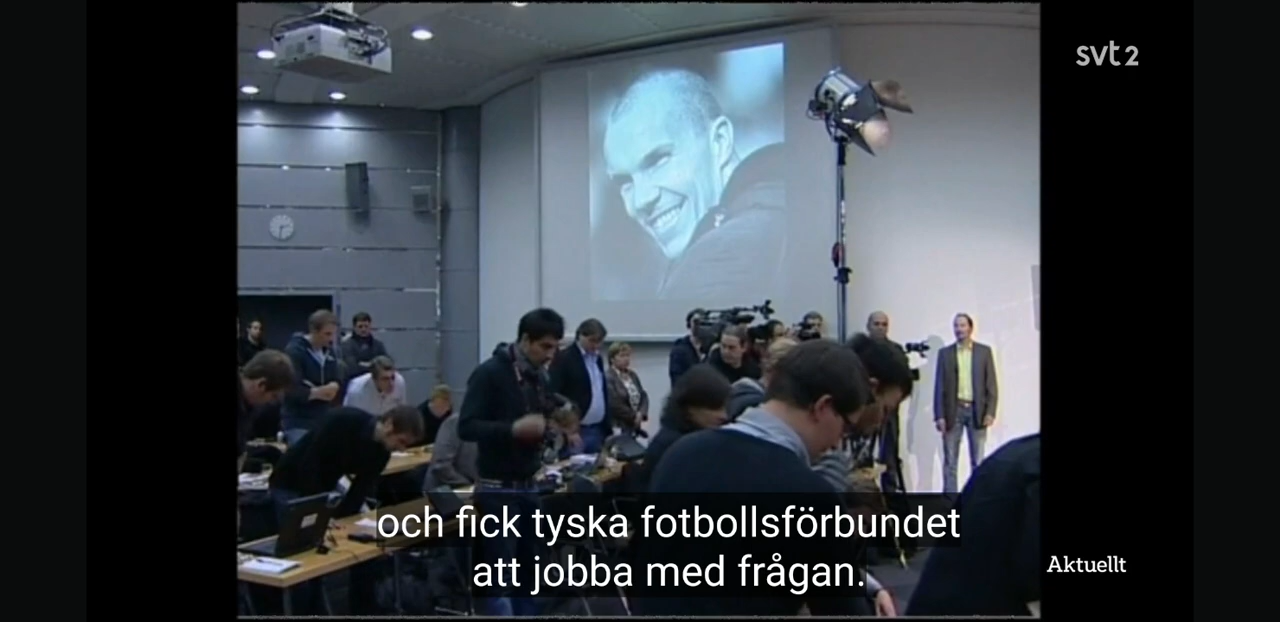 svt2
och fick tyska fotbollsförbundet
att jobba med frågan.
Aktuellt